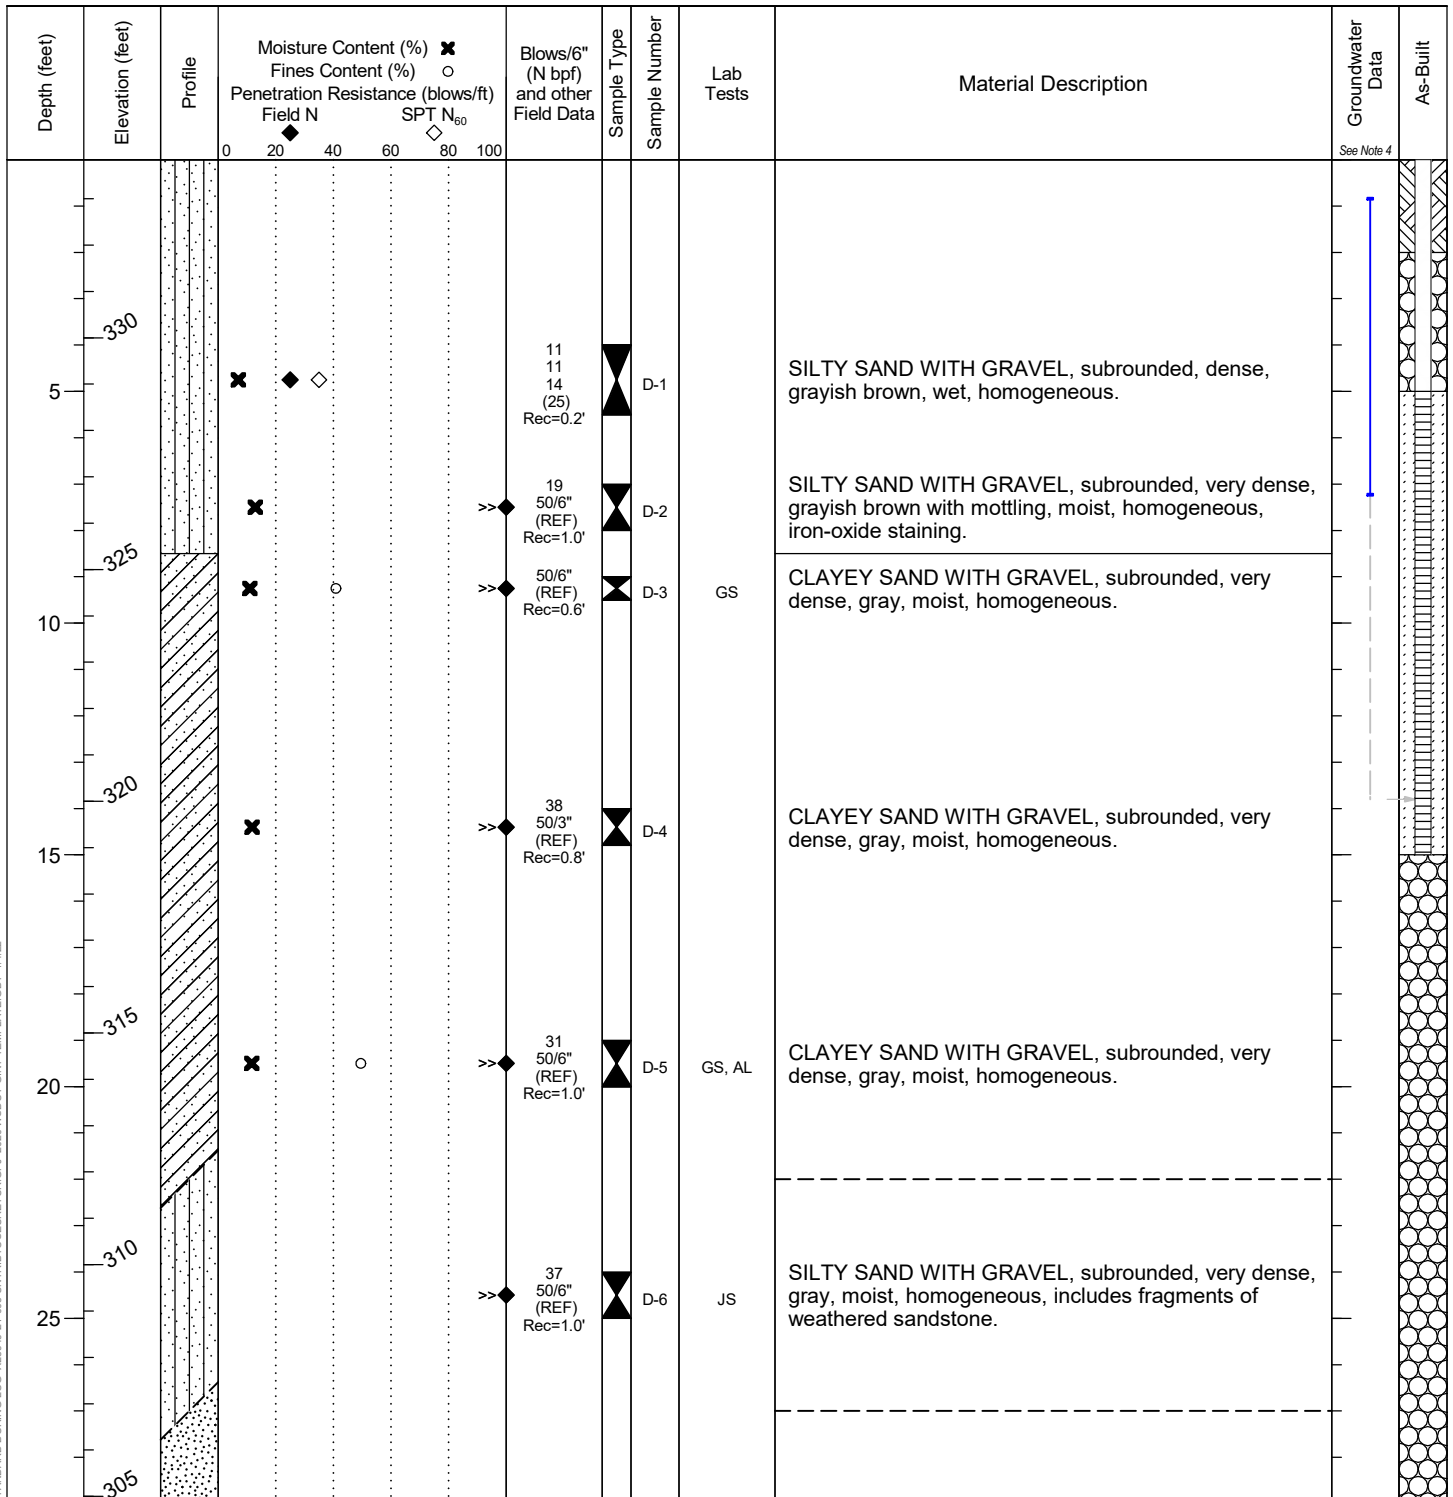 Depth (feet)
Elevation (feet)
Profile
Moisture Content (%)
Fines Content (%)
Penetration Resistance (blows/ft)
Field N SPT N60
0 20 40 60 80 100
Blows/6"
(N bpf)
and other
Field Data
Sample Type
Sample Number
Lab
Tests
Material Description
Groundwater
Data
See Note 4
As-Built
330
5
11
11
14
(25)
Rec=0.2'
D-1
SILTY SAND WITH GRAVEL, subrounded, dense,
grayish brown, wet, homogeneous.
>>
19
50/6"
(REF)
Rec=1.0'
D-2
SILTY SAND WITH GRAVEL, subrounded, very dense,
grayish brown with mottling, moist, homogeneous,
iron-oxide staining.
325
>>
50/6"
(REF)
Rec=0.6'
D-3
GS
CLAYEY SAND WITH GRAVEL, subrounded, very
dense, gray, moist, homogeneous.
10
320
>>
38
50/3"
(REF)
Rec=0.8'
D-4
CLAYEY SAND WITH GRAVEL, subrounded, very
dense, gray, moist, homogeneous.
15
315
>>
31
50/6"
(REF)
Rec=1.0'
D-5
GS, AL
CLAYEY SAND WITH GRAVEL, subrounded, very
dense, gray, moist, homogeneous.
20
310
>>
37
50/6"
(REF)
Rec=1.0'
D-6
JS
SILTY SAND WITH GRAVEL, subrounded, very dense,
gray, moist, homogeneous, includes fragments of
weathered sandstone.
25
305